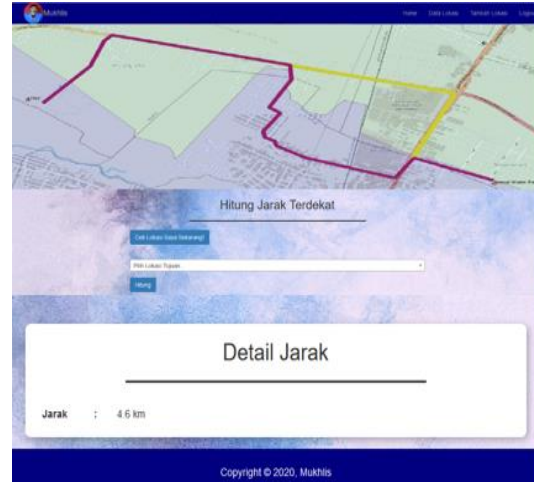 Mukhlis
Home Data Lokasi Tambah Lokasi Logout
Hitung Jarak Terdekat
Cek Lokasi Saya Sekarang!
Pilih Lokasi Tujuan
Hitung
Detail Jarak
Jarak : 4.6 km
Copyright © 2020, Mukhlis